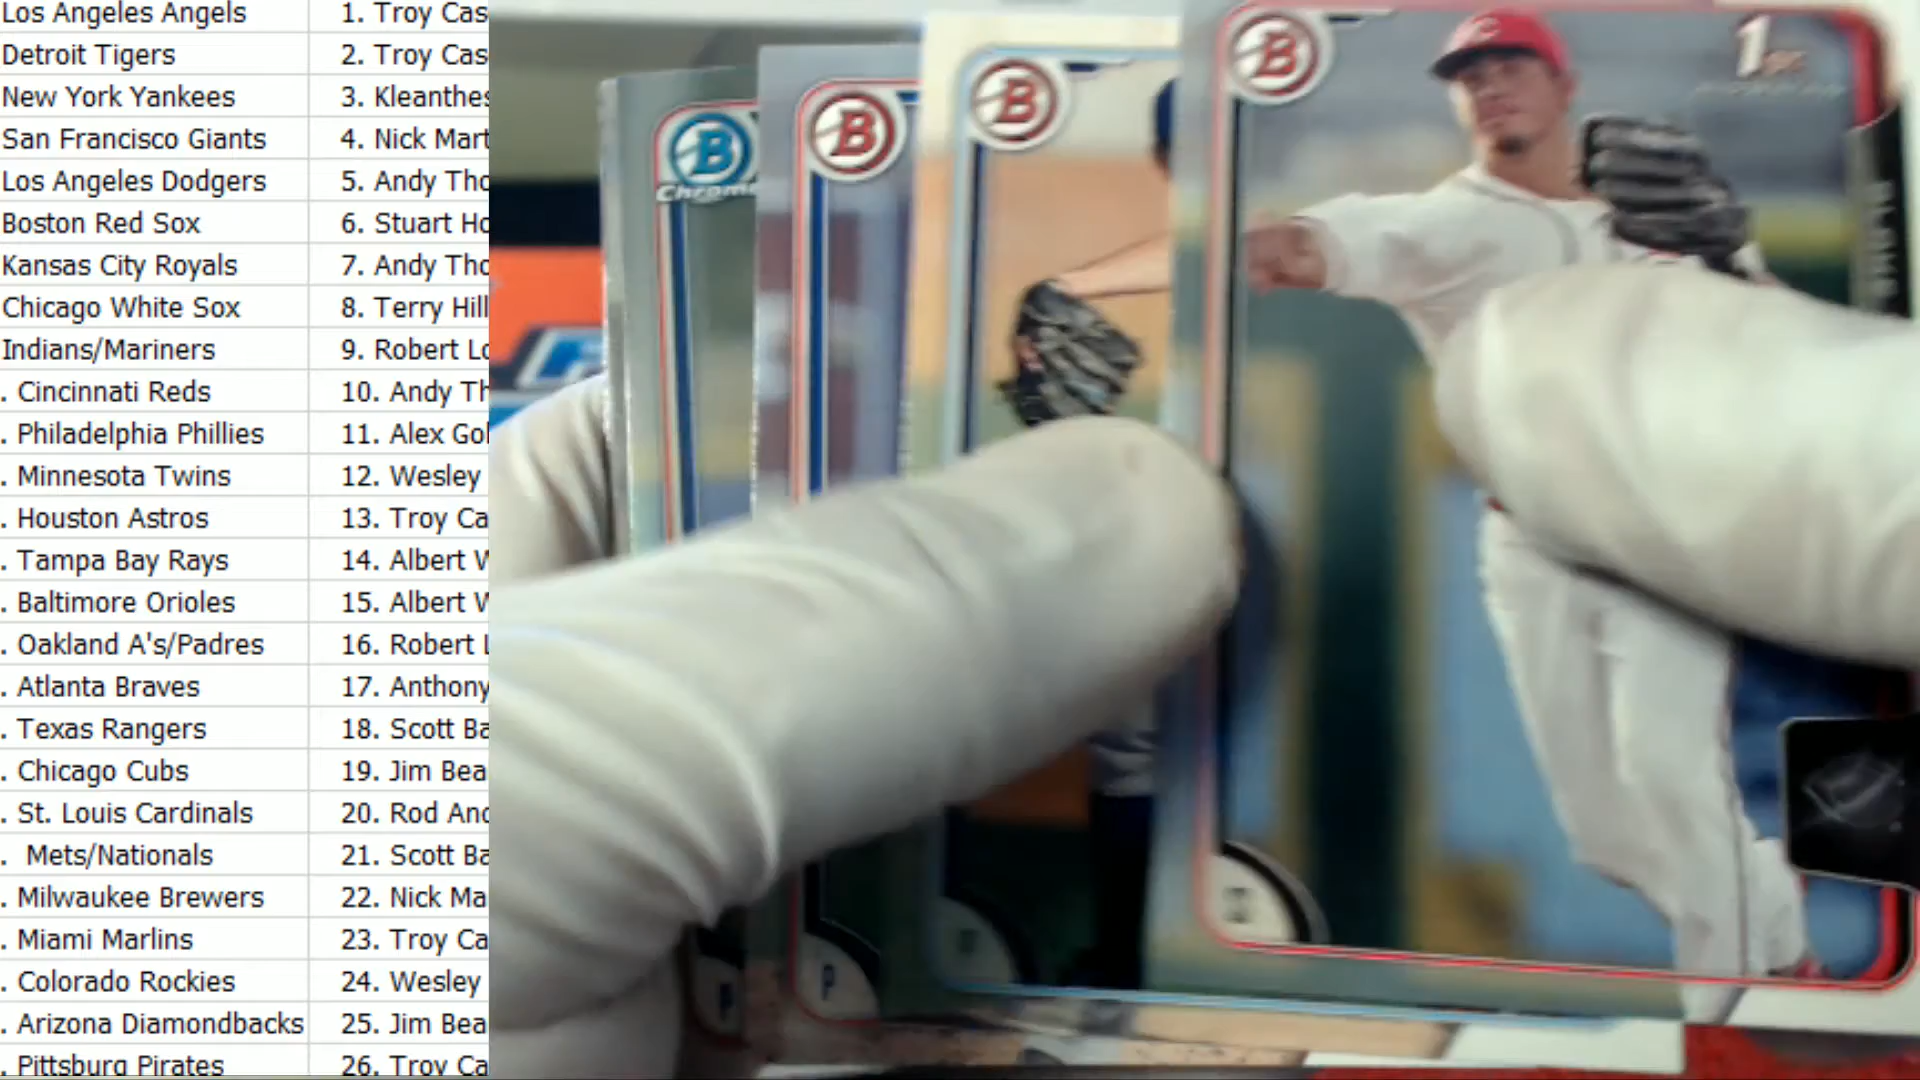 Los Angeles Angels 1. Troy Cas
Detroit Tigers 2. Troy Cas
New York Yankees 3. Kleanthes
San Francisco Giants 4. Nick Mart
Los Angeles Dodgers 5. Andy Tho
Boston Red Sox 6. Stuart Ho
Kansas City Royals 7. Andy Tho
Chicago White Sox 8. Terry Hill
Indians/Mariners 9. Robert Lo
. Cincinnati Reds 10. Andy Th
. Philadelphia Phillies 11. Alex Gol
. Minnesota Twins 12. Wesley
. Houston Astros 13. Troy Ca
. Tampa Bay Rays 14. Albert W
. Baltimore Orioles 15. Albert W
. Oakland A's/Padres 16. Robert L
. Atlanta Braves 17. Anthony
. Texas Rangers 18. Scott Ba
. Chicago Cubs 19. Jim Bea
. St. Louis Cardinals 20. Rod And
. Mets/Nationals 21. Scott Ba
. Milwaukee Brewers 22. Nick Ma
. Miami Marlins 23. Troy Ca
. Colorado Rockies 24. Wesley
. Arizona Diamondbacks 25. Jim Bea
. Pittsburg Pirates 26. Troy Ca
B
Chrome
B
B
B
1st
P
P